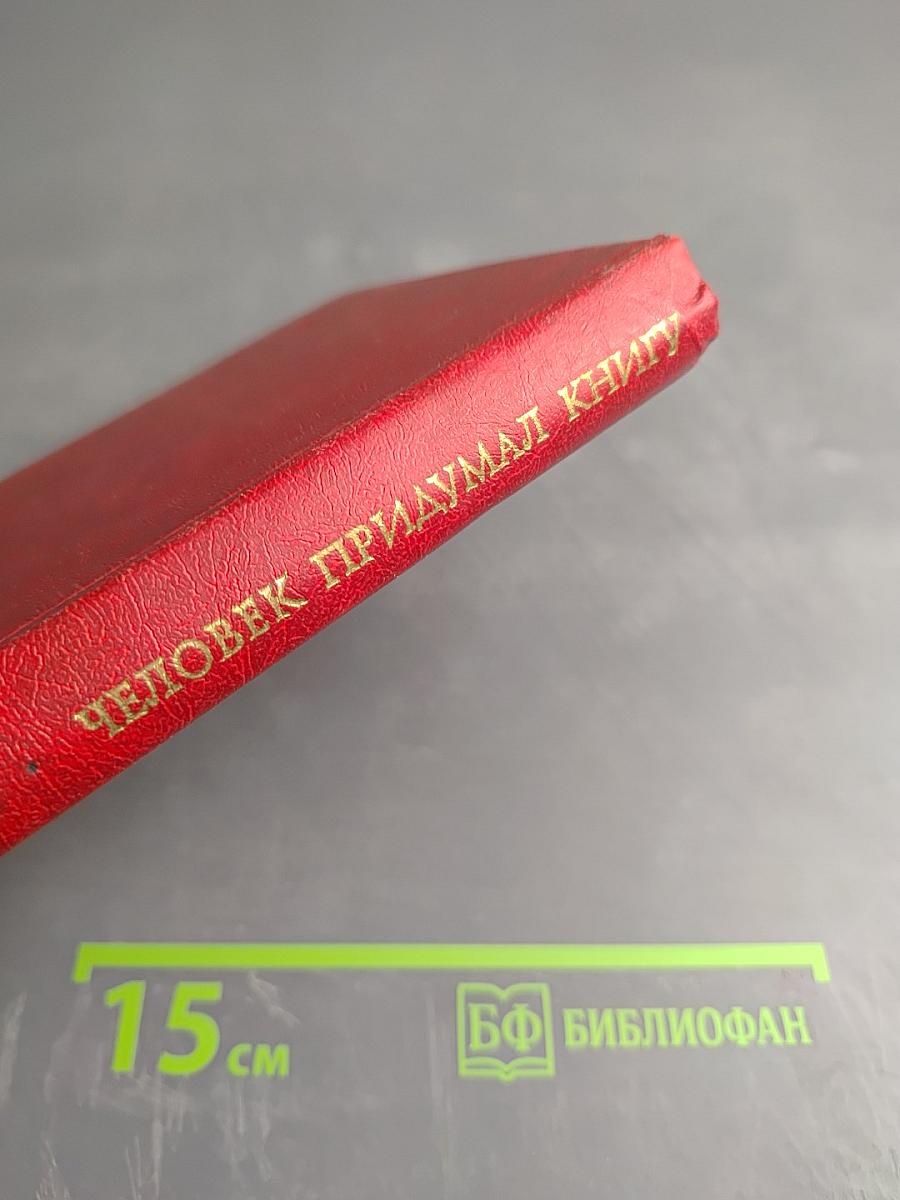 ЧЕЛОВЕК ПРИДУМАЛ КНИГУ
15 см
БФ БИБЛИОФАН